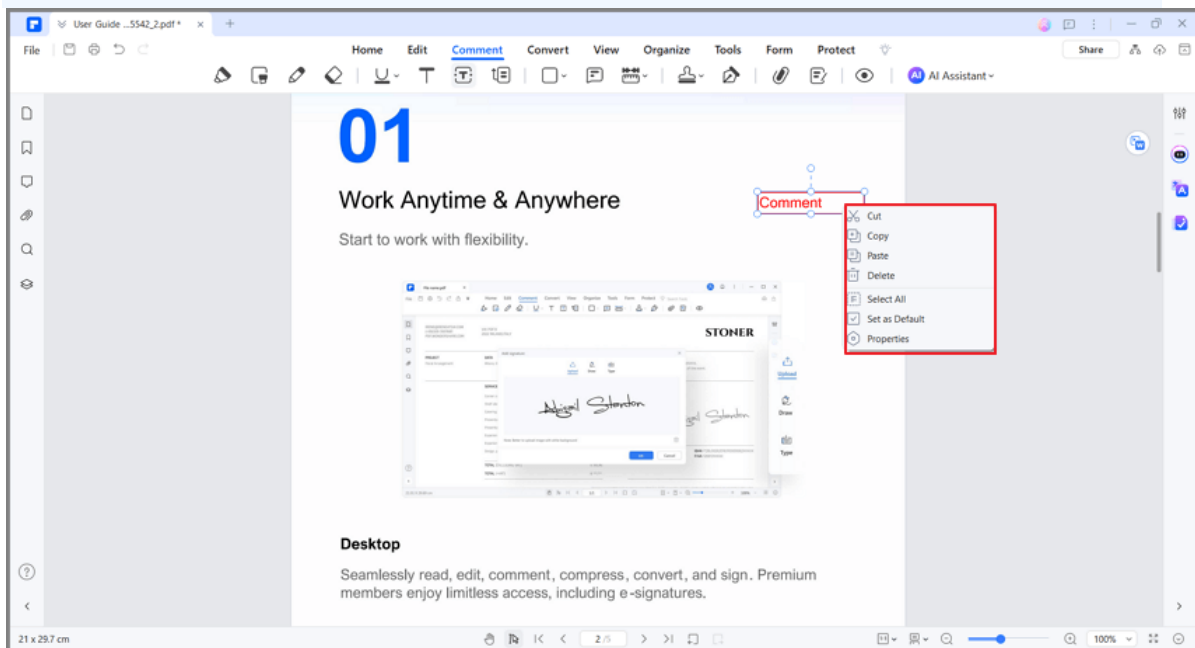 User Guide ...5542_2.pdf *
File
Home Edit Comment Convert View Organize Tools Form Protect
Share
AI AI Assistant
01
Work Anytime & Anywhere
Comment
Cut
Copy
Paste
Delete
Select All
Set as Default
Properties
Start to work with flexibility.
STONER
Upload
Draw
Type
Abigail Standon
Desktop
Seamlessly read, edit, comment, compress, convert, and sign. Premium
members enjoy limitless access, including e-signatures.
21 x 29.7 cm
2 /5
100%